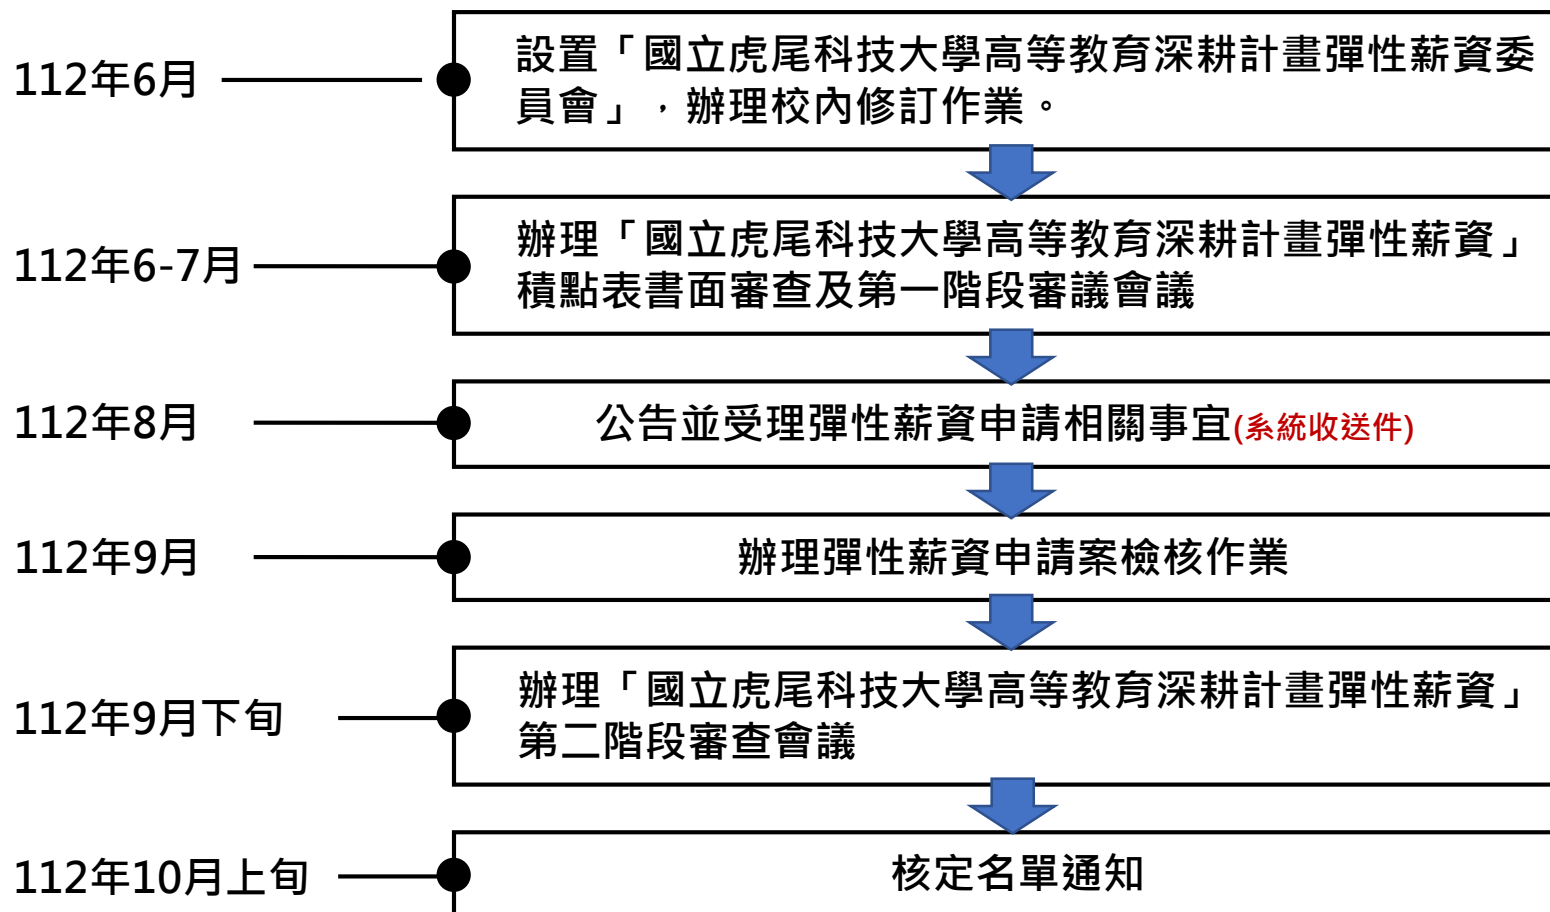 112年6月
設置「國立虎尾科技大學高等教育深耕計畫彈性薪資委
員會」，辦理校內修訂作業。
112年6-7月
辦理「國立虎尾科技大學高等教育深耕計畫彈性薪資」
積點表書面審查及第一階段審議會議
112年8月
公告並受理彈性薪資申請相關事宜(系統收送件)
112年9月
辦理彈性薪資申請案檢核作業
112年9月下旬
辦理「國立虎尾科技大學高等教育深耕計畫彈性薪資」
第二階段審查會議
112年10月上旬
核定名單通知